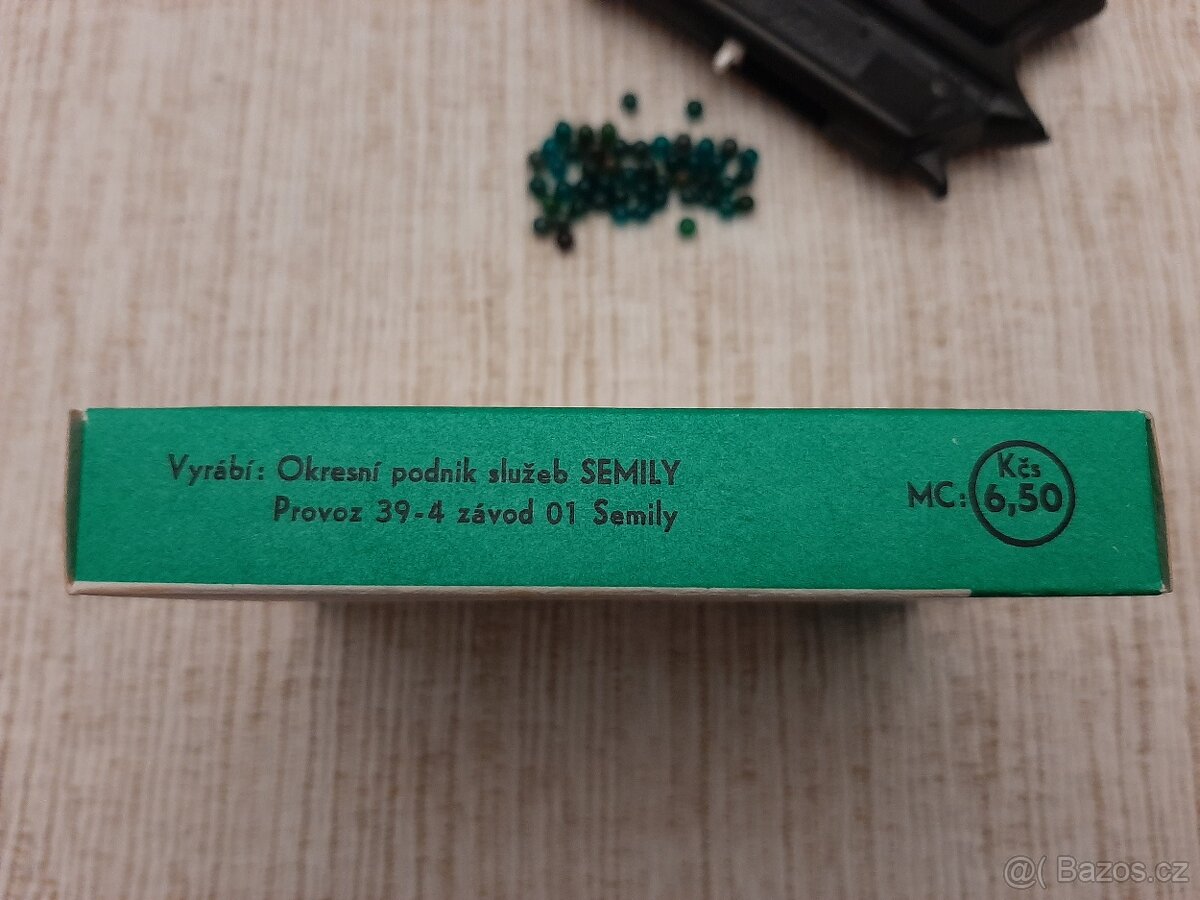 Vyrábí: Okresní podnik služeb SEMILY
Provoz 39-4 závod 01 Semily
MC: Kčs 6,50
@( Bazos.cz